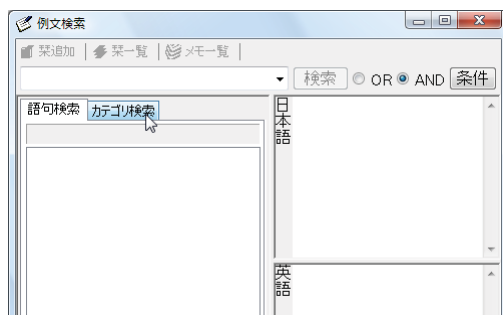 例文検索
栞追加 栞一覧 メモ一覧
検索 OR AND 条件
語句検索 カテゴリ検索
日本語
英語